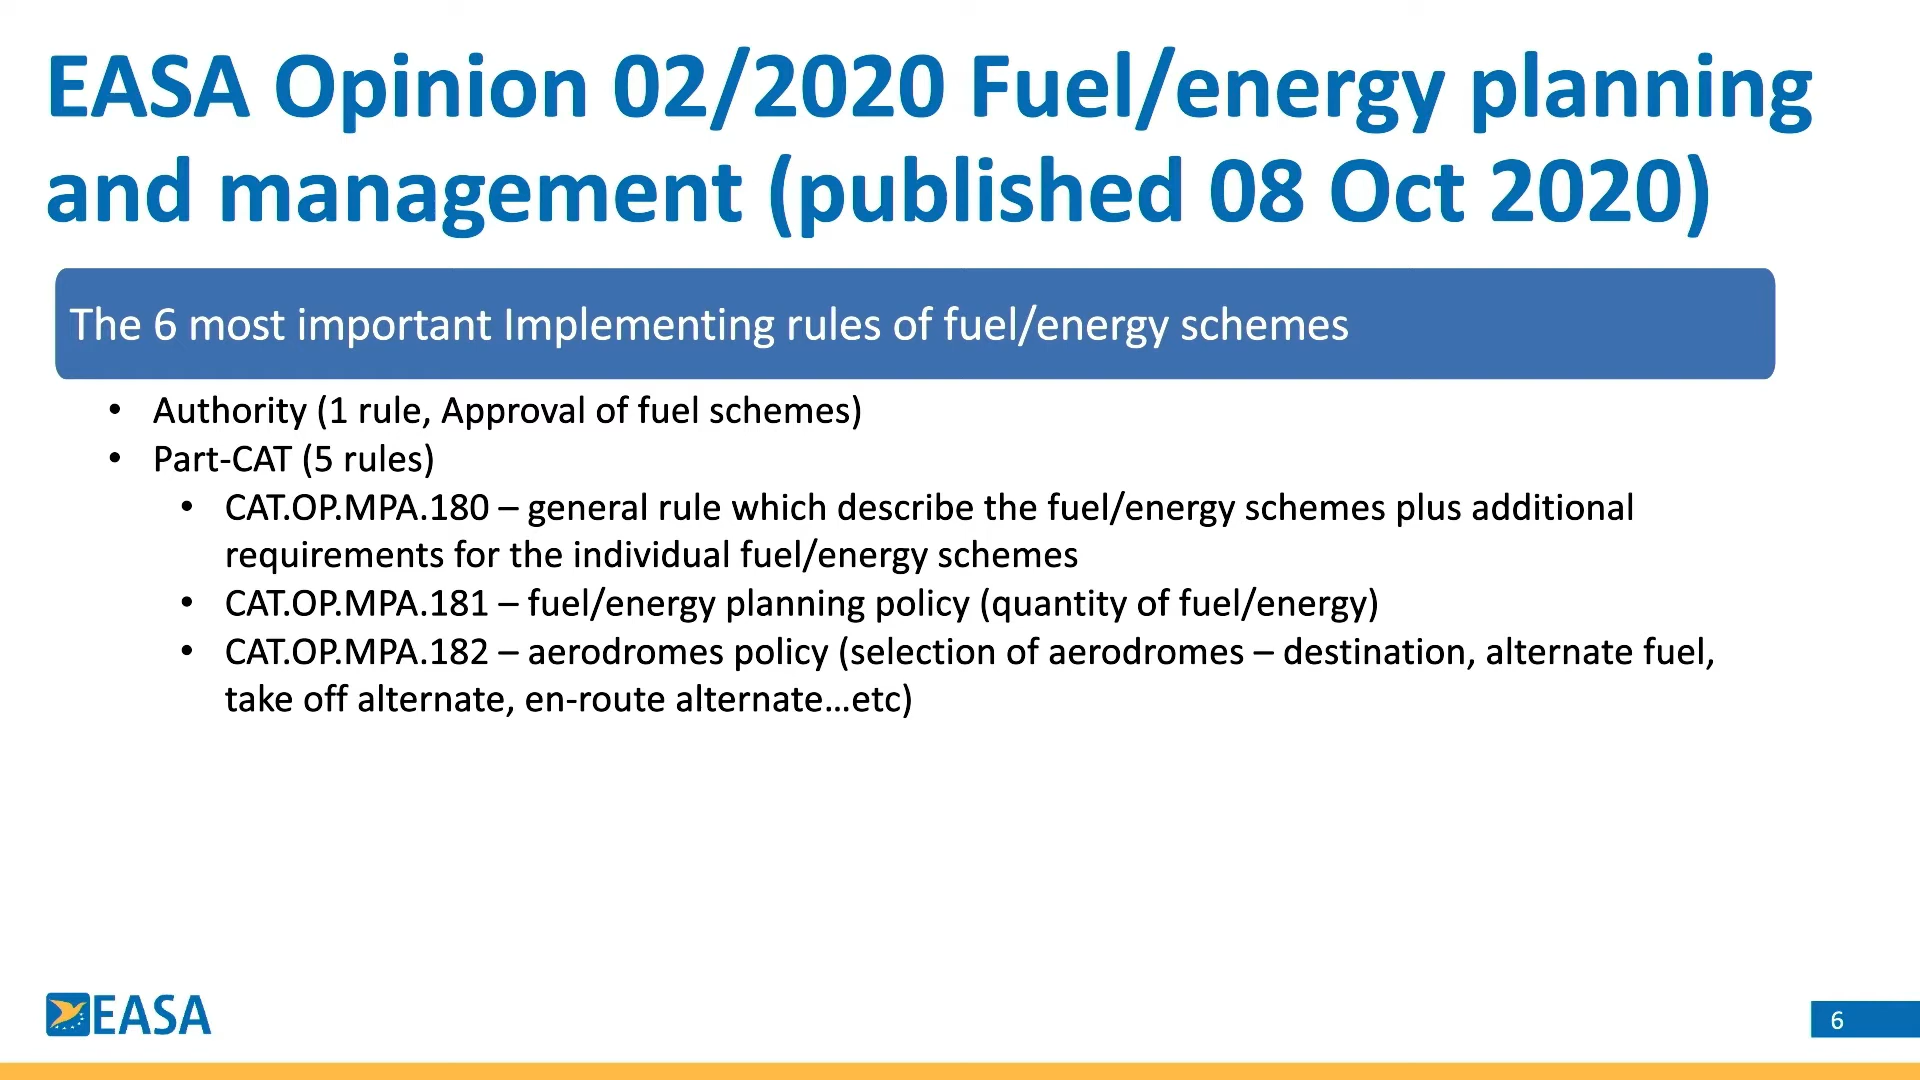 EASA Opinion 02/2020 Fuel/energy planning
and management (published 08 Oct 2020)
The 6 most important Implementing rules of fuel/energy schemes
• Authority (1 rule, Approval of fuel schemes)
• Part-CAT (5 rules)
• CAT.OP.MPA.180 – general rule which describe the fuel/energy schemes plus additional
requirements for the individual fuel/energy schemes
• CAT.OP.MPA.181 – fuel/energy planning policy (quantity of fuel/energy)
• CAT.OP.MPA.182 – aerodromes policy (selection of aerodromes – destination, alternate fuel,
take off alternate, en-route alternate…etc)
EASA
6